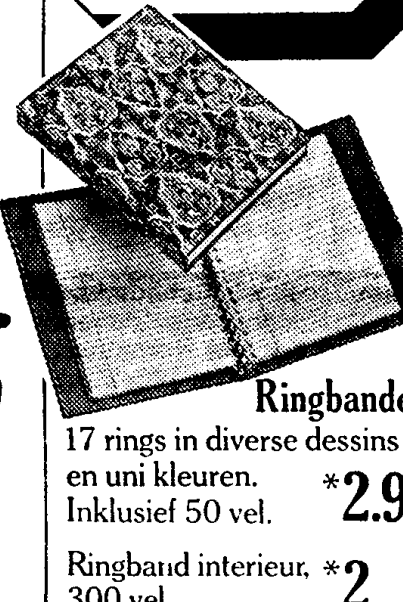 Ringbande
17 rings in diverse dessins
en uni kleuren.
Inklusief 50 vel. *2.9
Ringband interieur, *2
300 vel